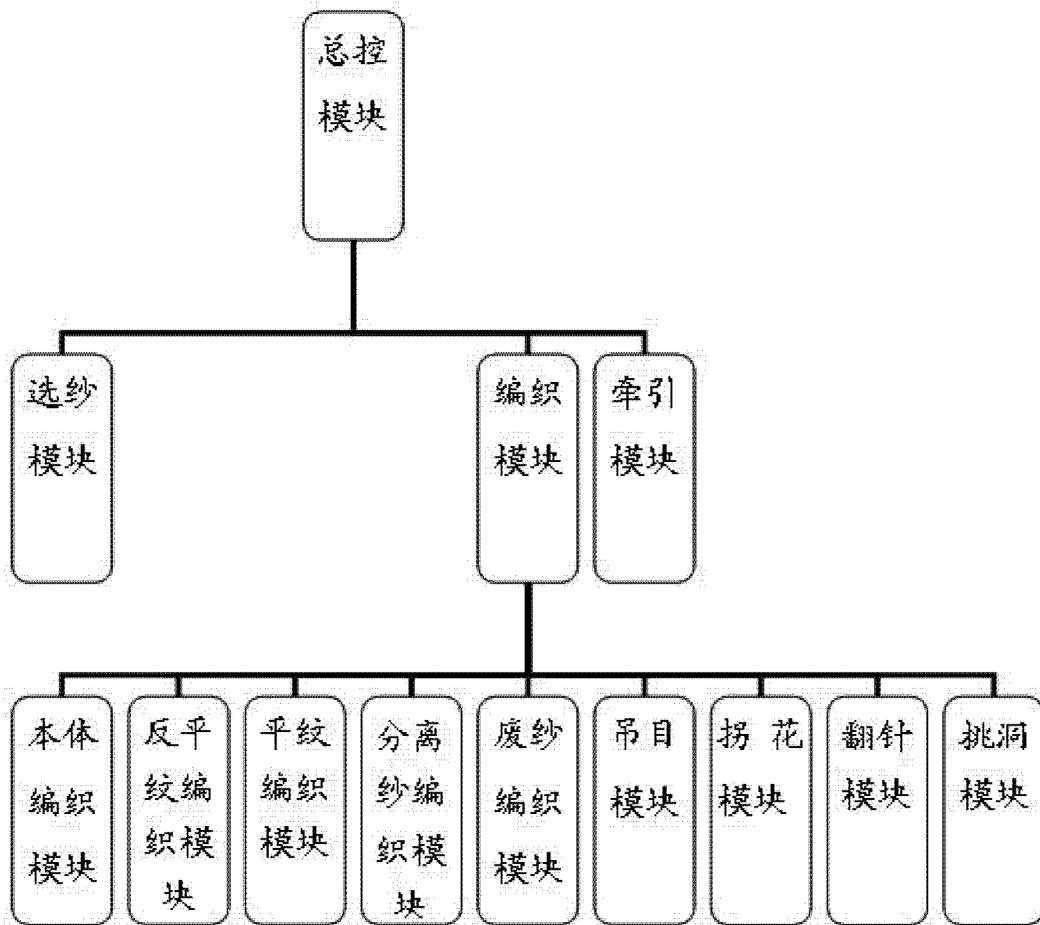 总控
模块
选纱
模块
编织
模块
牵引
模块
本体
编织
模块
反平
纹编
织模
块
平纹
编织
模块
分离
纱编
织模
块
废纱
编织
模块
吊目
模块
拐 花
模块
翻针
模块
挑洞
模块